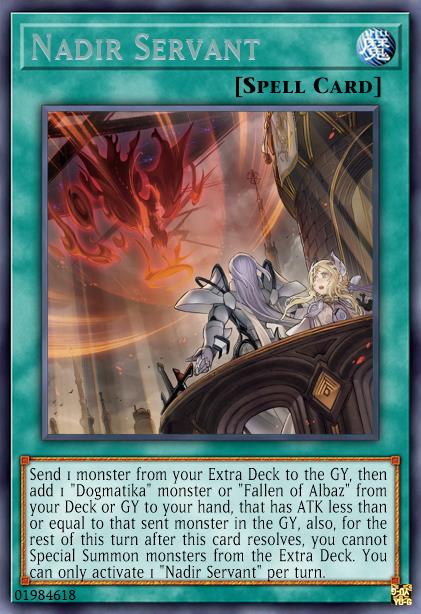 Nadir Servant
魔
[Spell Card]
Send 1 monster from your Extra Deck to the GY, then
add 1 "Dogmatika" monster or "Fallen of Albaz" from
your Deck or GY to your hand, that has ATK less than
or equal to that sent monster in the GY, also, for the
rest of this turn after this card resolves, you cannot
Special Summon monsters from the Extra Deck. You
can only activate 1 "Nadir Servant" per turn.
01984618